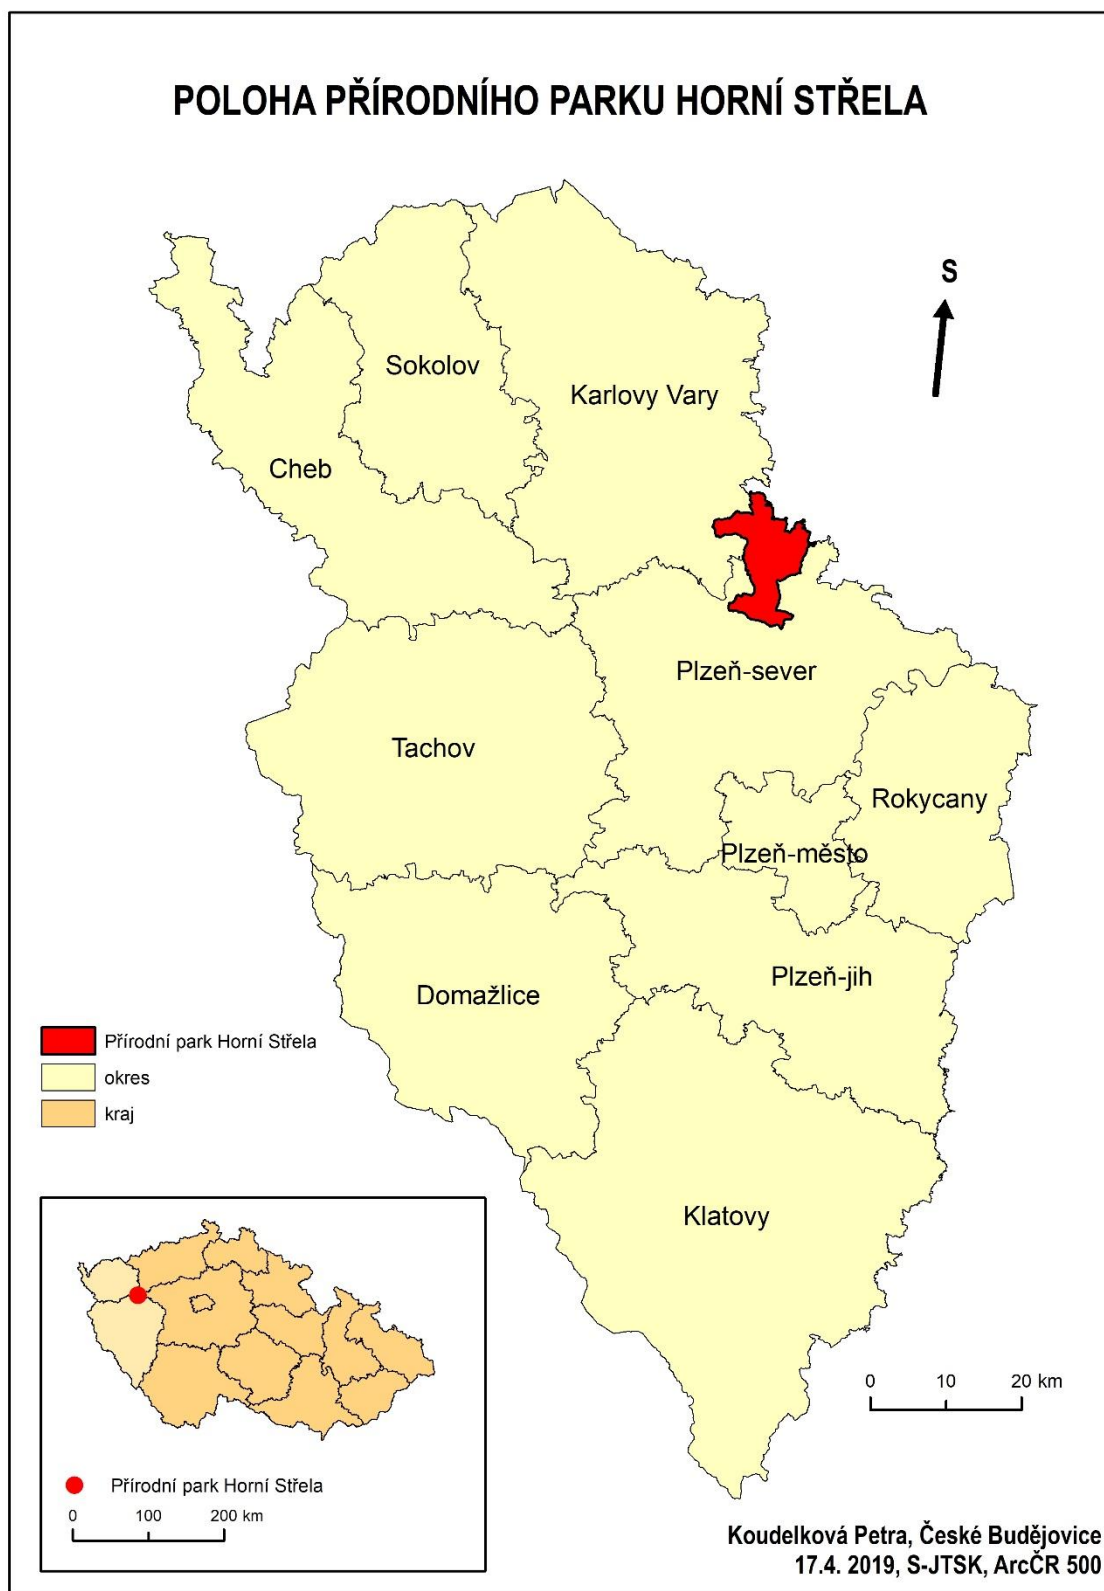 POLOHA PŘÍRODNÍHO PARKU HORNÍ STŘELA
S
Sokolov
Karlovy Vary
Cheb
Plzeň-sever
Tachov
Rokycany
Plzeň-město
Plzeň-jih
Domažlice
Přírodní park Horní Střela
okres
kraj
Klatovy
0 10 20 km
Přírodní park Horní Střela
0 100 200 km
Koudelková Petra, České Budějovice
17.4. 2019, S-JTSK, ArcČR 500